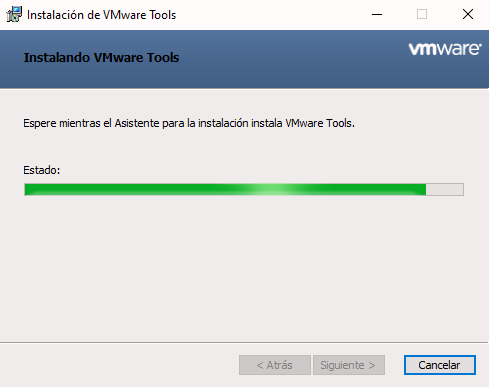 Instalación de VMware Tools
Instalando VMware Tools
vmware
Espere mientras el Asistente para la instalación instala VMware Tools.
Estado:
< Atrás
Siguiente >
Cancelar